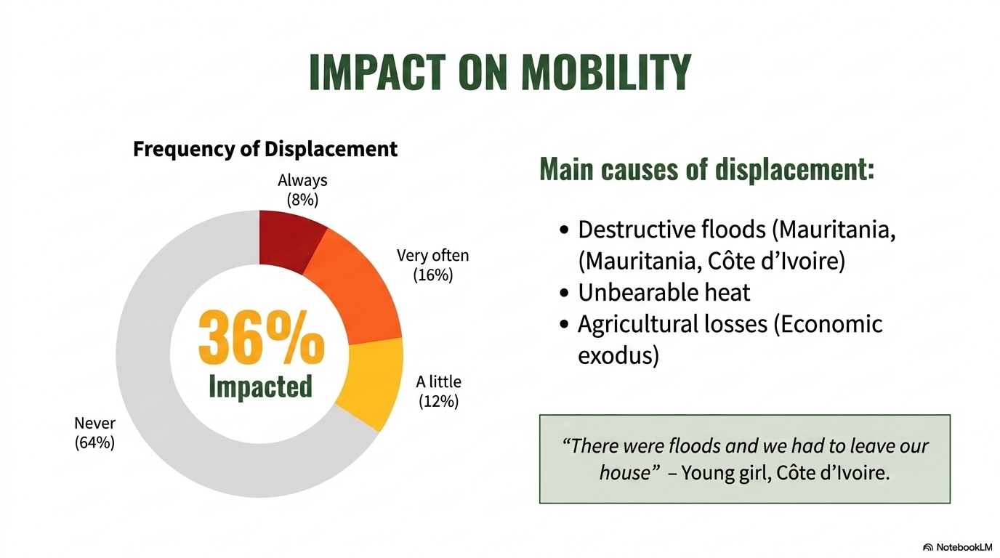 IMPACT ON MOBILITY
Frequency of Displacement
Always
(8%)
Very often
(16%)
A little
(12%)
Never
(64%)
36%
Impacted
Main causes of displacement:
• Destructive floods (Mauritania,
(Mauritania, Côte d’Ivoire)
• Unbearable heat
• Agricultural losses (Economic
exodus)
“There were floods and we had to leave our
house” – Young girl, Côte d’Ivoire.
NotebookLM